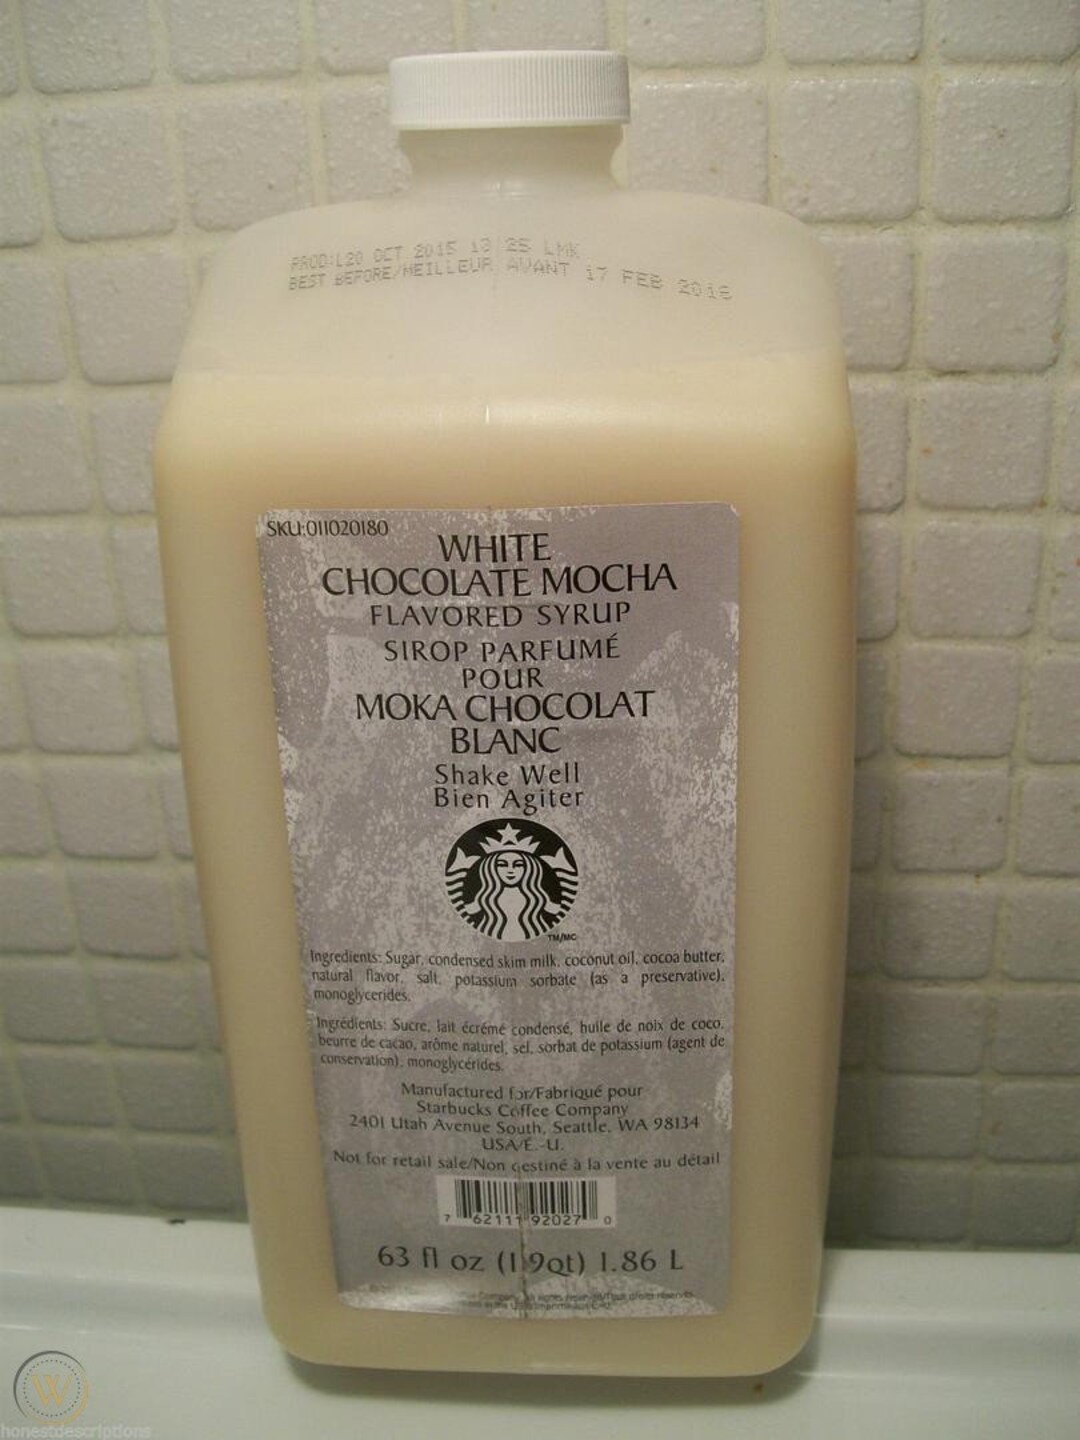 PROD:L20 OCT 2015 13 25 LMK
BEST BEFORE/MEILLEUR AVANT 17 FEB 2016
SKU:011020180
WHITE
CHOCOLATE MOCHA
FLAVORED SYRUP
SIROP PARFUMÉ
POUR
MOKA CHOCOLAT
BLANC
Shake Well
Bien Agiter
TM/MC
Ingredients: Sugar, condensed skim milk, coconut oil, cocoa butter,
natural flavor, salt, potassium sorbate (as a preservative),
monoglycerides.
Ingrédients: Sucre, lait écrémé condensé, huile de noix de coco,
beurre de cacao, arôme naturel, sel, sorbat de potassium (agent de
conservation), monoglycérides.
Manufactured for/Fabriqué pour
Starbucks Coffee Company
2401 Utah Avenue South, Seattle, WA 98134
USA/É.-U.
Not for retail sale/Non destiné à la vente au détail
7 62111 92027 0
63 fl oz (1.9qt) 1.86 L
W
honestdescriptions